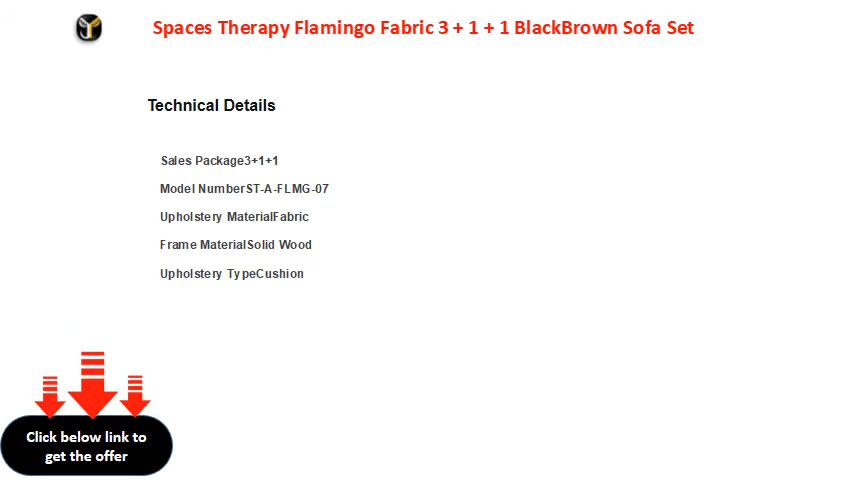 Spaces Therapy Flamingo Fabric 3 + 1 + 1 BlackBrown Sofa Set
Technical Details
Sales Package3+1+1
Model NumberST-A-FLMG-07
Upholstery MaterialFabric
Frame MaterialSolid Wood
Upholstery TypeCushion
Click below link to
get the offer